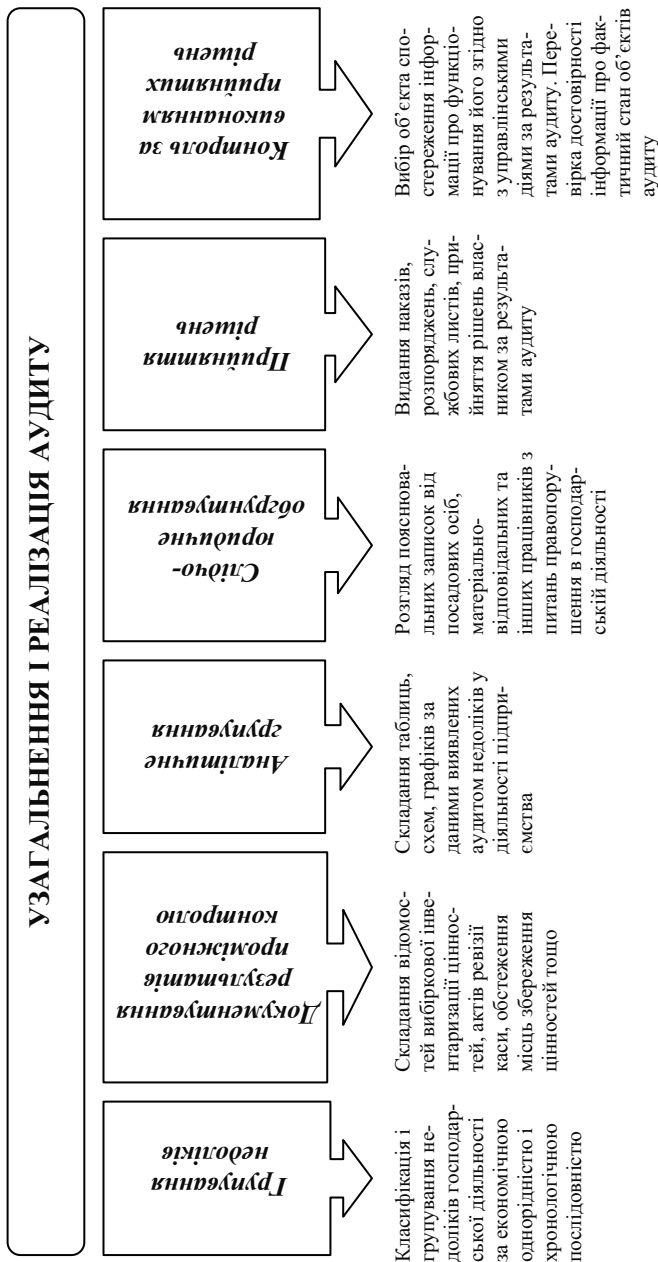 УЗАГАЛЬНЕННЯ І РЕАЛІЗАЦІЯ АУДИТУ
Групування
недоліків
Класифікація і
групування не-
доліків господар-
ської діяльності
за економічною
однорідністю і
хронологічною
послідовністю
Документування
результатів
проміжного
контролю
Складання відомос-
тей вибіркової інве-
нтаризації ціннос-
тей, актів ревізії
каси, обстеження
місць збереження
цінностей тощо
Аналітичне
групування
Складання таблиць,
схем, графіків за
даними виявлених
аудитом недоліків у
діяльності підпри-
ємства
Слідчо-
юридичне
обгрунтування
Розгляд пояснюва-
льних записок від
посадових осіб,
матеріально-
відповідальних та
інших працівників з
питань правопору-
шення в господар-
ській діяльності
Прийняття
рішень
Видання наказів,
розпоряджень, слу-
жбових листів, при-
йняття рішень влас-
ником за результа-
тами аудиту
Контроль за
виконанням
прийнятих
рішень
Вибір об’єкта спо-
стереження інфор-
мації про функціо-
нування його згідно
з управлінськими
діями за результа-
тами аудиту. Пере-
вірка достовірності
інформації про фак-
тичний стан об’єктів
аудиту